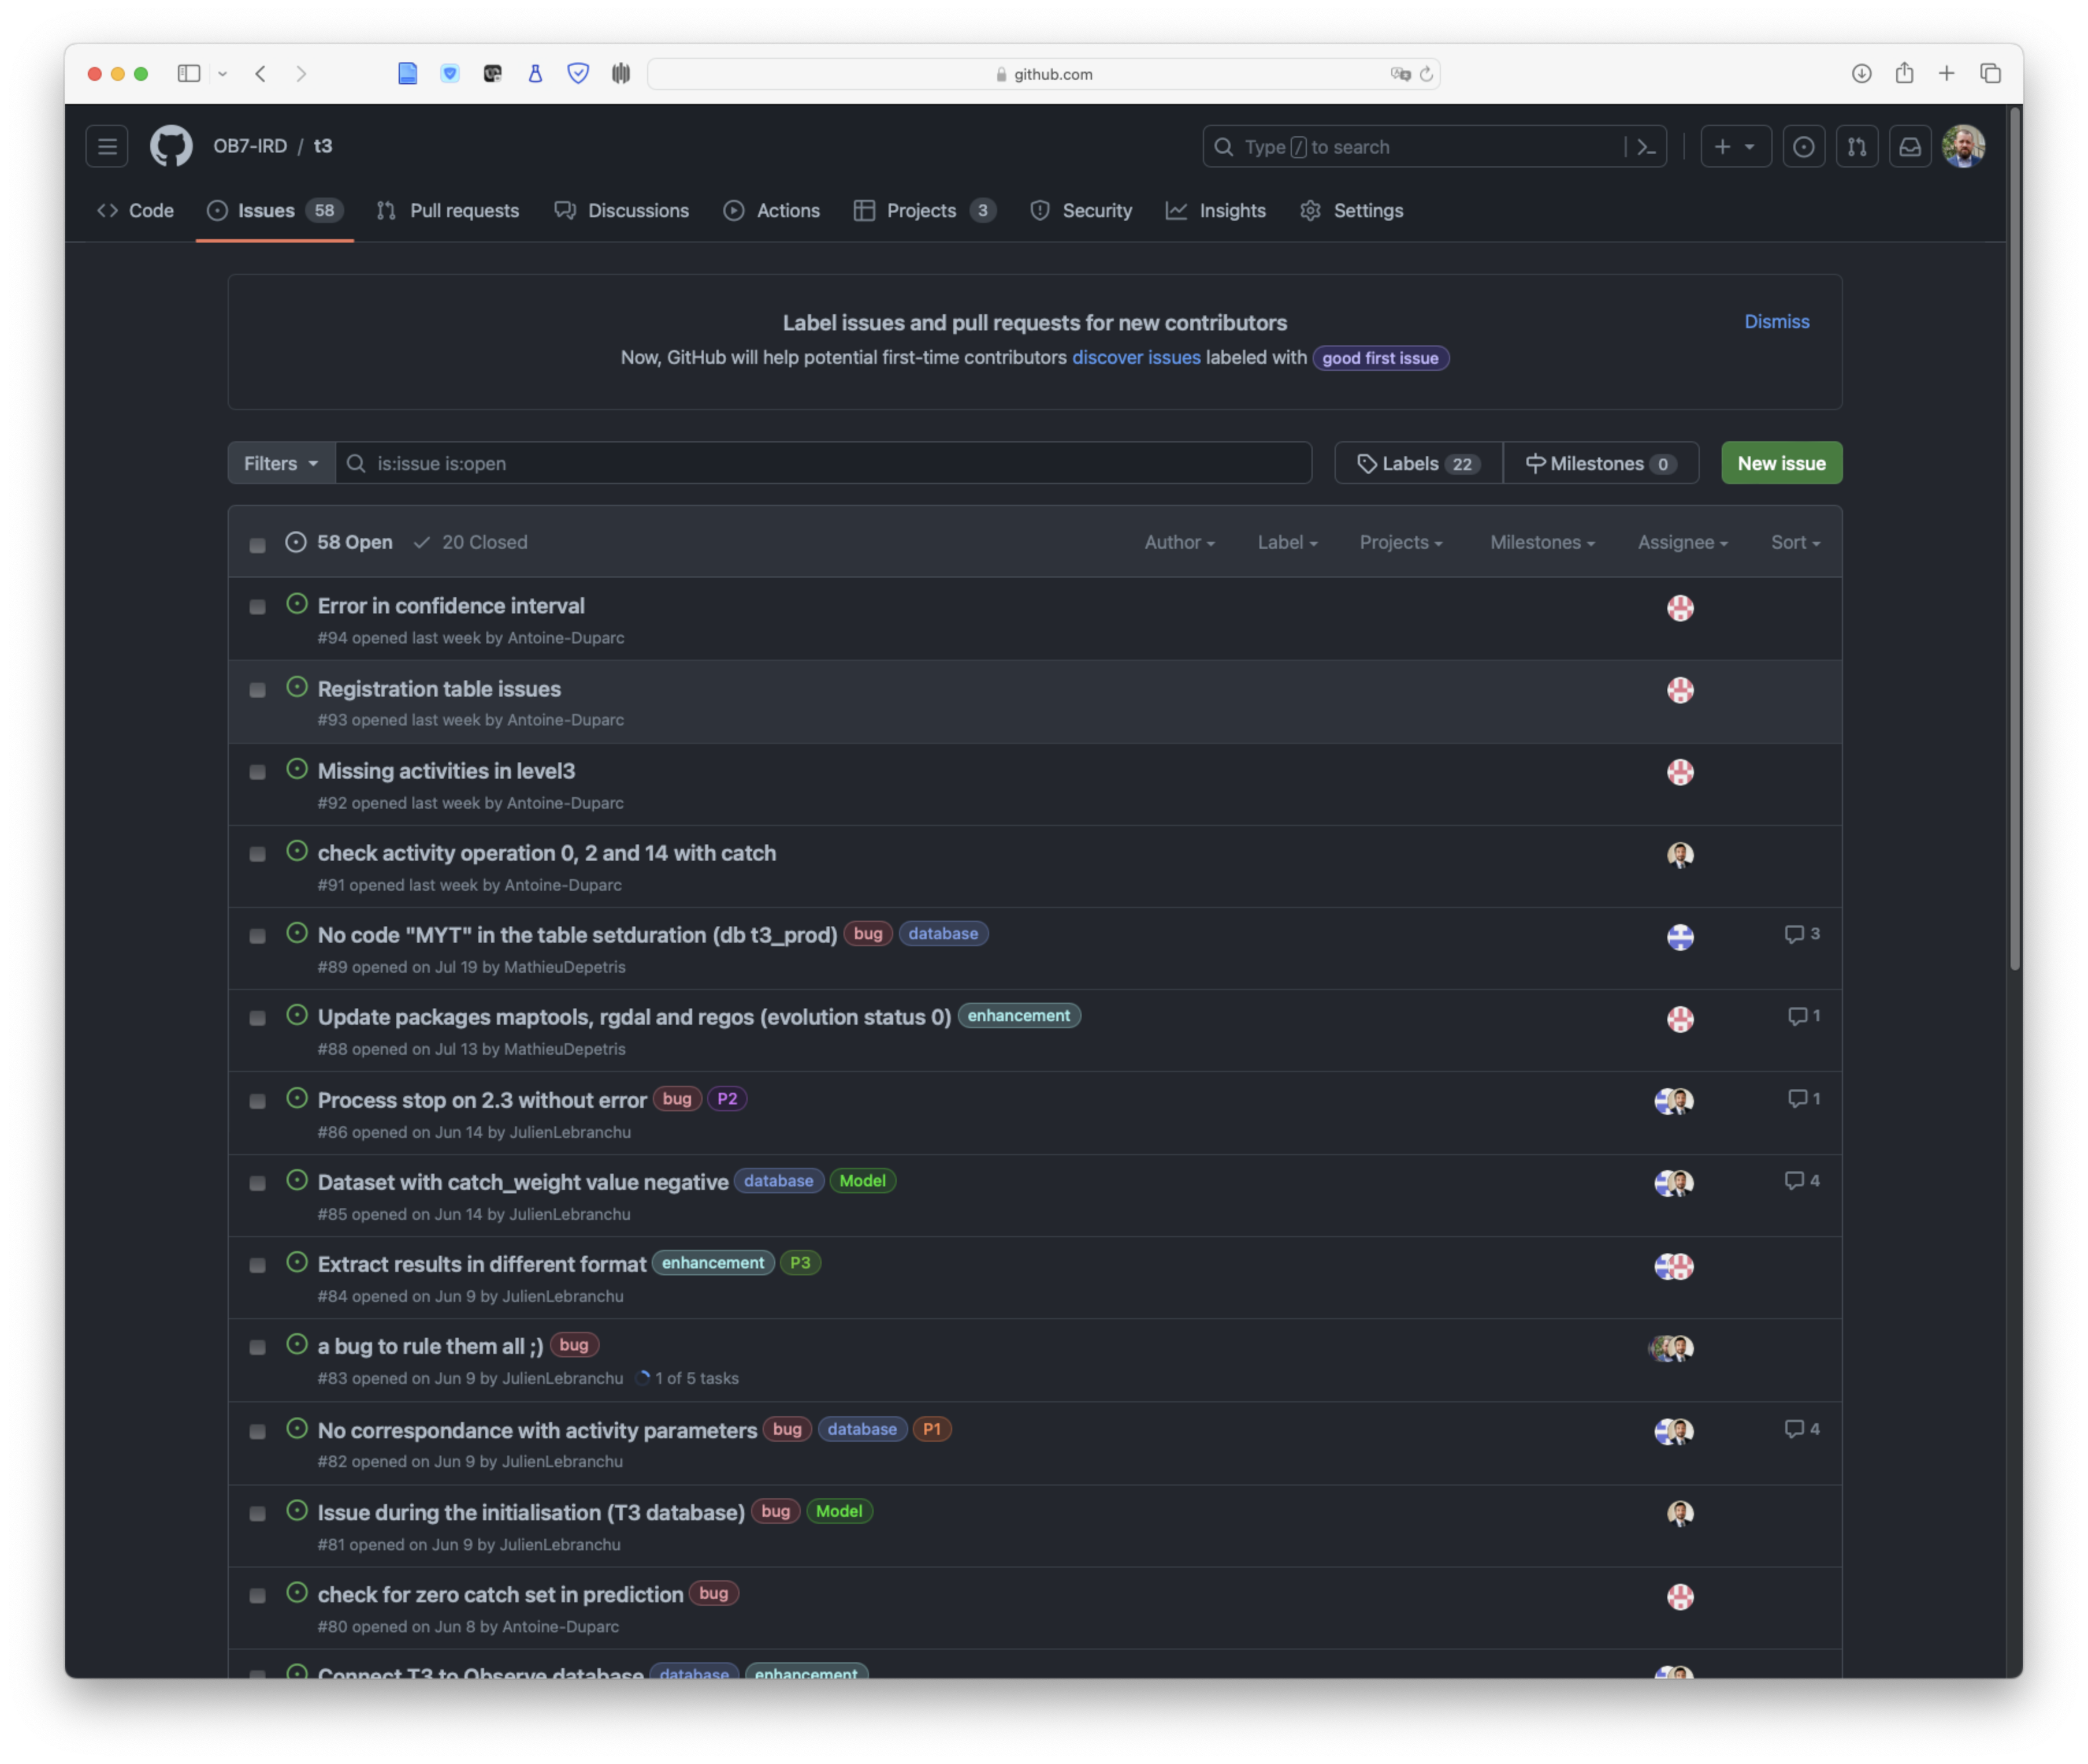 github.com
OB7-IRD / t3
Type / to search
Code Issues 58 Pull requests Discussions Actions Projects 3 Security Insights Settings
Label issues and pull requests for new contributors
Dismiss
Now, GitHub will help potential first-time contributors discover issues labeled with good first issue
Filters is:issue is:open Labels 22 Milestones 0 New issue
58 Open 20 Closed Author Label Projects Milestones Assignee Sort
Error in confidence interval
#94 opened last week by Antoine-Duparc
Registration table issues
#93 opened last week by Antoine-Duparc
Missing activities in level3
#92 opened last week by Antoine-Duparc
check activity operation 0, 2 and 14 with catch
#91 opened last week by Antoine-Duparc
No code "MYT" in the table setduration (db t3_prod) bug database 3
#89 opened on Jul 19 by MathieuDepetris
Update packages maptools, rgdal and regos (evolution status 0) enhancement 1
#88 opened on Jul 13 by MathieuDepetris
Process stop on 2.3 without error bug P2 1
#86 opened on Jun 14 by JulienLebranchu
Dataset with catch_weight value negative database Model 4
#85 opened on Jun 14 by JulienLebranchu
Extract results in different format enhancement P3
#84 opened on Jun 9 by JulienLebranchu
a bug to rule them all ;) bug
#83 opened on Jun 9 by JulienLebranchu 1 of 5 tasks
No correspondance with activity parameters bug database P1 4
#82 opened on Jun 9 by JulienLebranchu
Issue during the initialisation (T3 database) bug Model
#81 opened on Jun 9 by JulienLebranchu
check for zero catch set in prediction bug
#80 opened on Jun 8 by Antoine-Duparc
Connect T3 to Observe database database enhancement